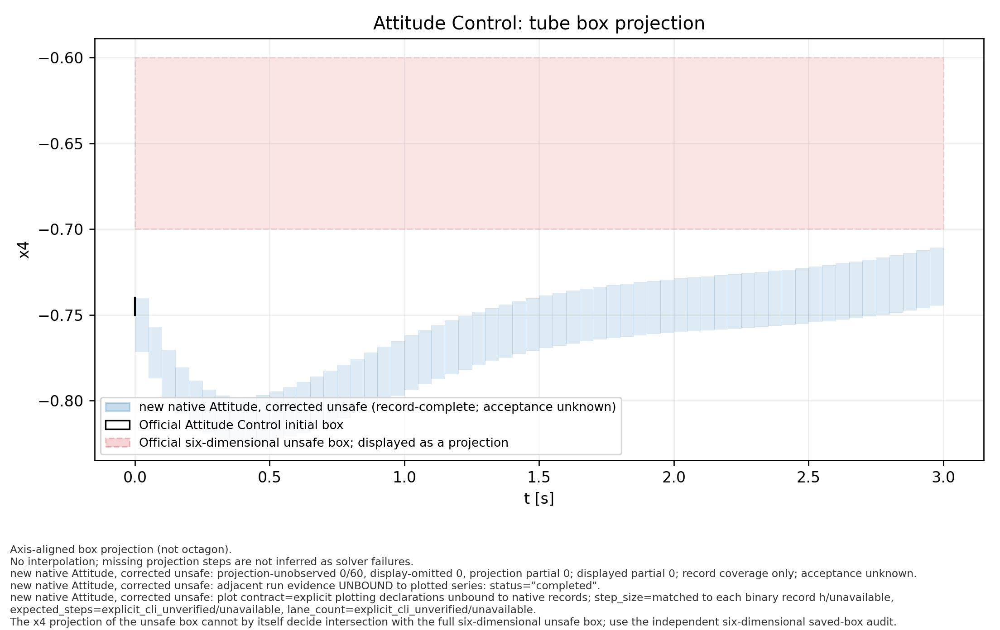 Attitude Control: tube box projection
−0.60
−0.65
−0.70
−0.75
−0.80
x4
new native Attitude, corrected unsafe (record-complete; acceptance unknown)
Official Attitude Control initial box
Official six-dimensional unsafe box; displayed as a projection
0.0 0.5 1.0 1.5 2.0 2.5 3.0
t [s]
Axis-aligned box projection (not octagon).
No interpolation; missing projection steps are not inferred as solver failures.
new native Attitude, corrected unsafe: projection-unobserved 0/60, display-omitted 0, projection partial 0; displayed partial 0; record coverage only; acceptance unknown.
new native Attitude, corrected unsafe: adjacent run evidence UNBOUND to plotted series: status="completed".
new native Attitude, corrected unsafe: plot contract=explicit plotting declarations unbound to native records; step_size=matched to each binary record h/unavailable,
expected_steps=explicit_cli_unverified/unavailable, lane_count=explicit_cli_unverified/unavailable.
The x4 projection of the unsafe box cannot by itself decide intersection with the full six-dimensional unsafe box; use the independent six-dimensional saved-box audit.